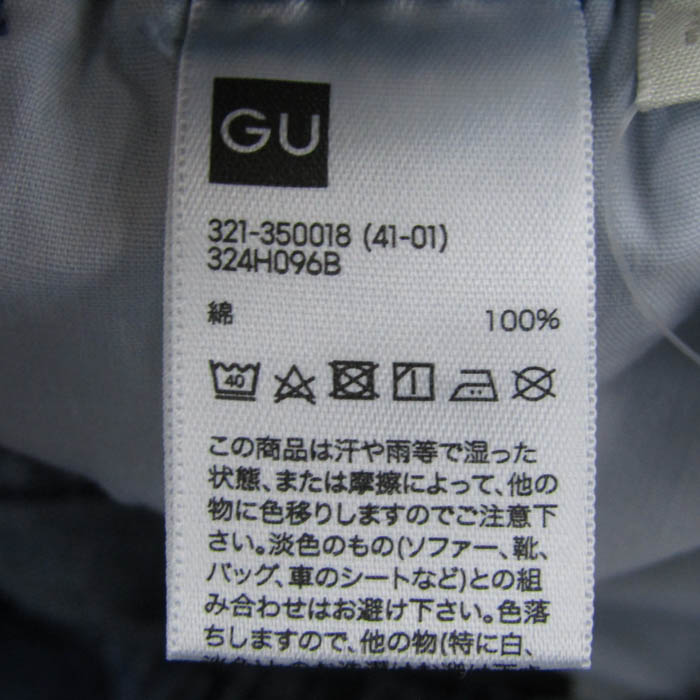 GU
321-350018 (41-01)
324H096B
綿 100%
40
この商品は汗や雨等で湿った
状態、または摩擦によって、他の
物に色移りしますのでご注意下
さい。淡色のもの(ソファー、靴、
バッグ、車のシートなど)との組
み合わせはお避け下さい。色落
ちしますので、他の物(特に白、